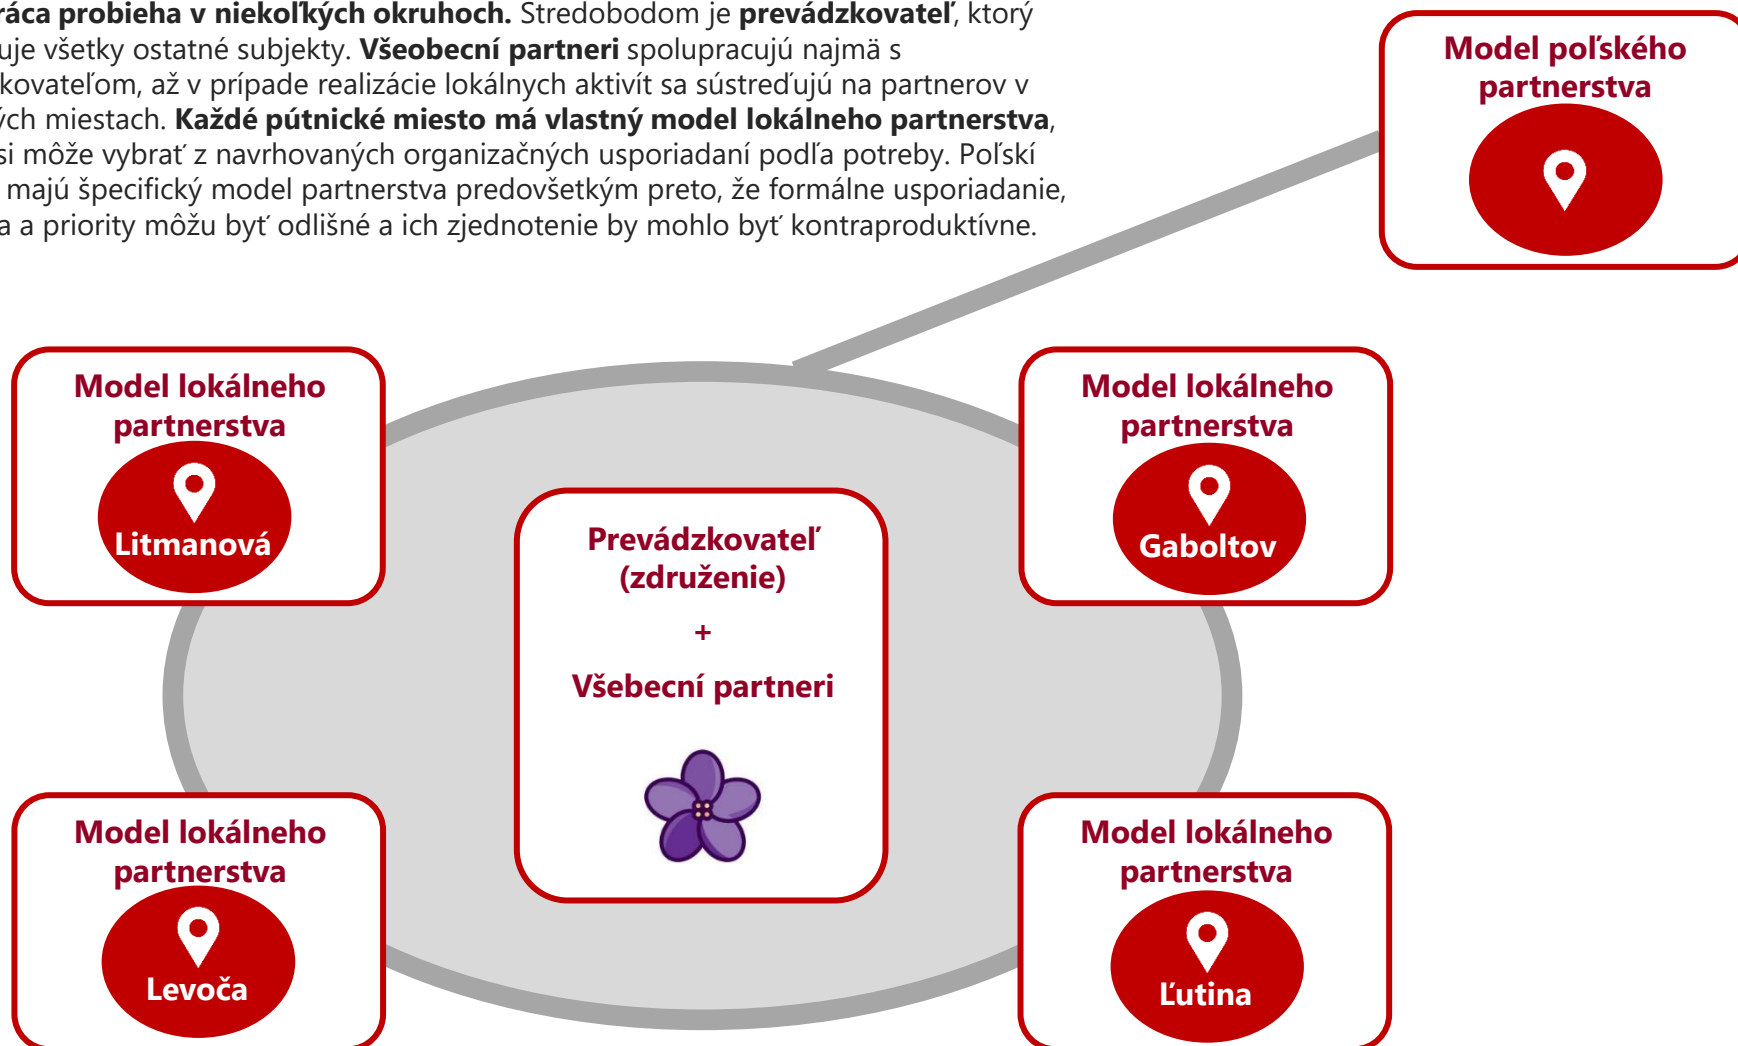 ráca probieha v niekoľkých okruhoch. Stredobodom je prevádzkovateľ, ktorý
uje všetky ostatné subjekty. Všeobecní partneri spolupracujú najmä s
kovateľom, až v prípade realizácie lokálnych aktivít sa sústreďujú na partnerov v
ých miestach. Každé pútnické miesto má vlastný model lokálneho partnerstva,
si môže vybrať z navrhovaných organizačných usporiadaní podľa potreby. Poľskí
majú špecifický model partnerstva predovšetkým preto, že formálne usporiadanie,
a a priority môžu byť odlišné a ich zjednotenie by mohlo byť kontraproduktívne.
Model poľského
partnerstva
Model lokálneho
partnerstva
Litmanová
Model lokálneho
partnerstva
Gaboltov
Prevádzkovateľ
(združenie)
+
Všebecní partneri
Model lokálneho
partnerstva
Levoča
Model lokálneho
partnerstva
Ľutina